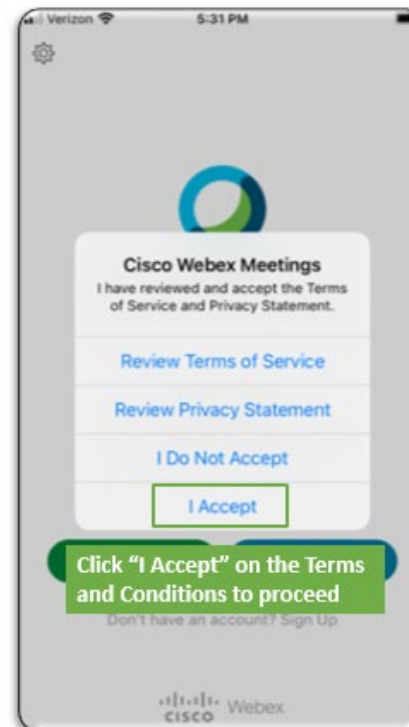 Verizon 5:31 PM
Cisco Webex Meetings
I have reviewed and accept the Terms
of Service and Privacy Statement.
Review Terms of Service
Review Privacy Statement
I Do Not Accept
I Accept
Click “I Accept” on the Terms
and Conditions to proceed
Don't have an account? Sign Up
CISCO Webex